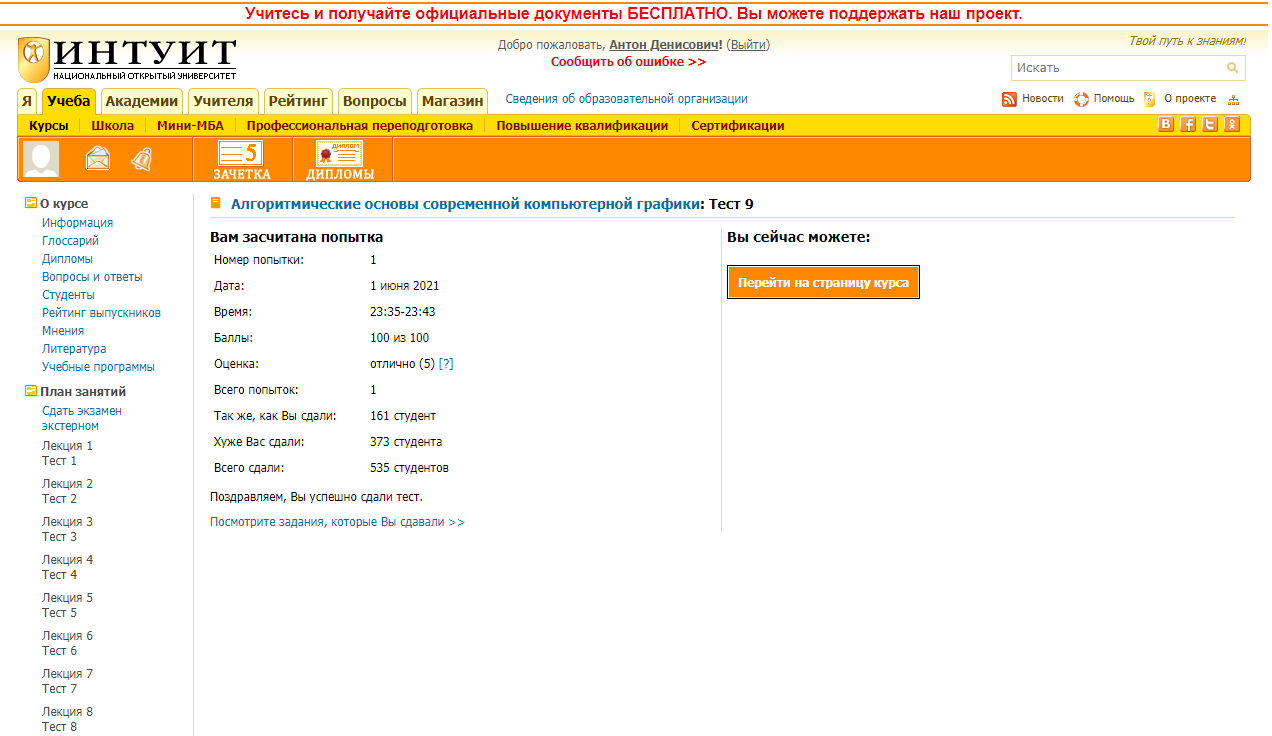 Учитесь и получайте официальные документы БЕСПЛАТНО. Вы можете поддержать наш проект.
ИНТУИТ
НАЦИОНАЛЬНЫЙ ОТКРЫТЫЙ УНИВЕРСИТЕТ
Добро пожаловать, Антон Денисович! (Выйти)
Сообщить об ошибке >>
Твой путь к знаниям!
Искать
Я Учеба Академии Учителя Рейтинг Вопросы Магазин Сведения об образовательной организации Новости Помощь О проекте
Курсы Школа Мини-МБА Профессиональная переподготовка Повышение квалификации Сертификации
5 ДИПЛОМ
ЗАЧЕТКА ДИПЛОМЫ
О курсе
Информация
Глоссарий
Дипломы
Вопросы и ответы
Студенты
Рейтинг выпускников
Мнения
Литература
Учебные программы
План занятий
Сдать экзамен
экстерном
Лекция 1
Тест 1
Лекция 2
Тест 2
Лекция 3
Тест 3
Лекция 4
Тест 4
Лекция 5
Тест 5
Лекция 6
Тест 6
Лекция 7
Тест 7
Лекция 8
Тест 8
Алгоритмические основы современной компьютерной графики: Тест 9
Вам засчитана попытка
Номер попытки: 1
Дата: 1 июня 2021
Время: 23:35-23:43
Баллы: 100 из 100
Оценка: отлично (5) [?]
Всего попыток: 1
Так же, как Вы сдали: 161 студент
Хуже Вас сдали: 373 студента
Всего сдали: 535 студентов
Поздравляем, Вы успешно сдали тест.
Посмотрите задания, которые Вы сдавали >>
Вы сейчас можете:
Перейти на страницу курса